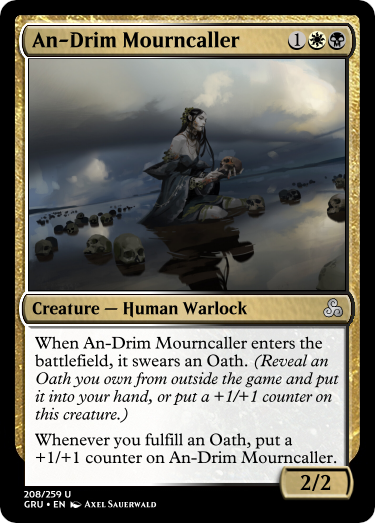 An-Drim Mourncaller 1
Creature — Human Warlock
When An-Drim Mourncaller enters the
battlefield, it swears an Oath. (Reveal an
Oath you own from outside the game and put
it into your hand, or put a +1/+1 counter on
this creature.)
Whenever you fulfill an Oath, put a
+1/+1 counter on An-Drim Mourncaller.
2/2
208/259 U
GRU • EN Axel Sauerwald